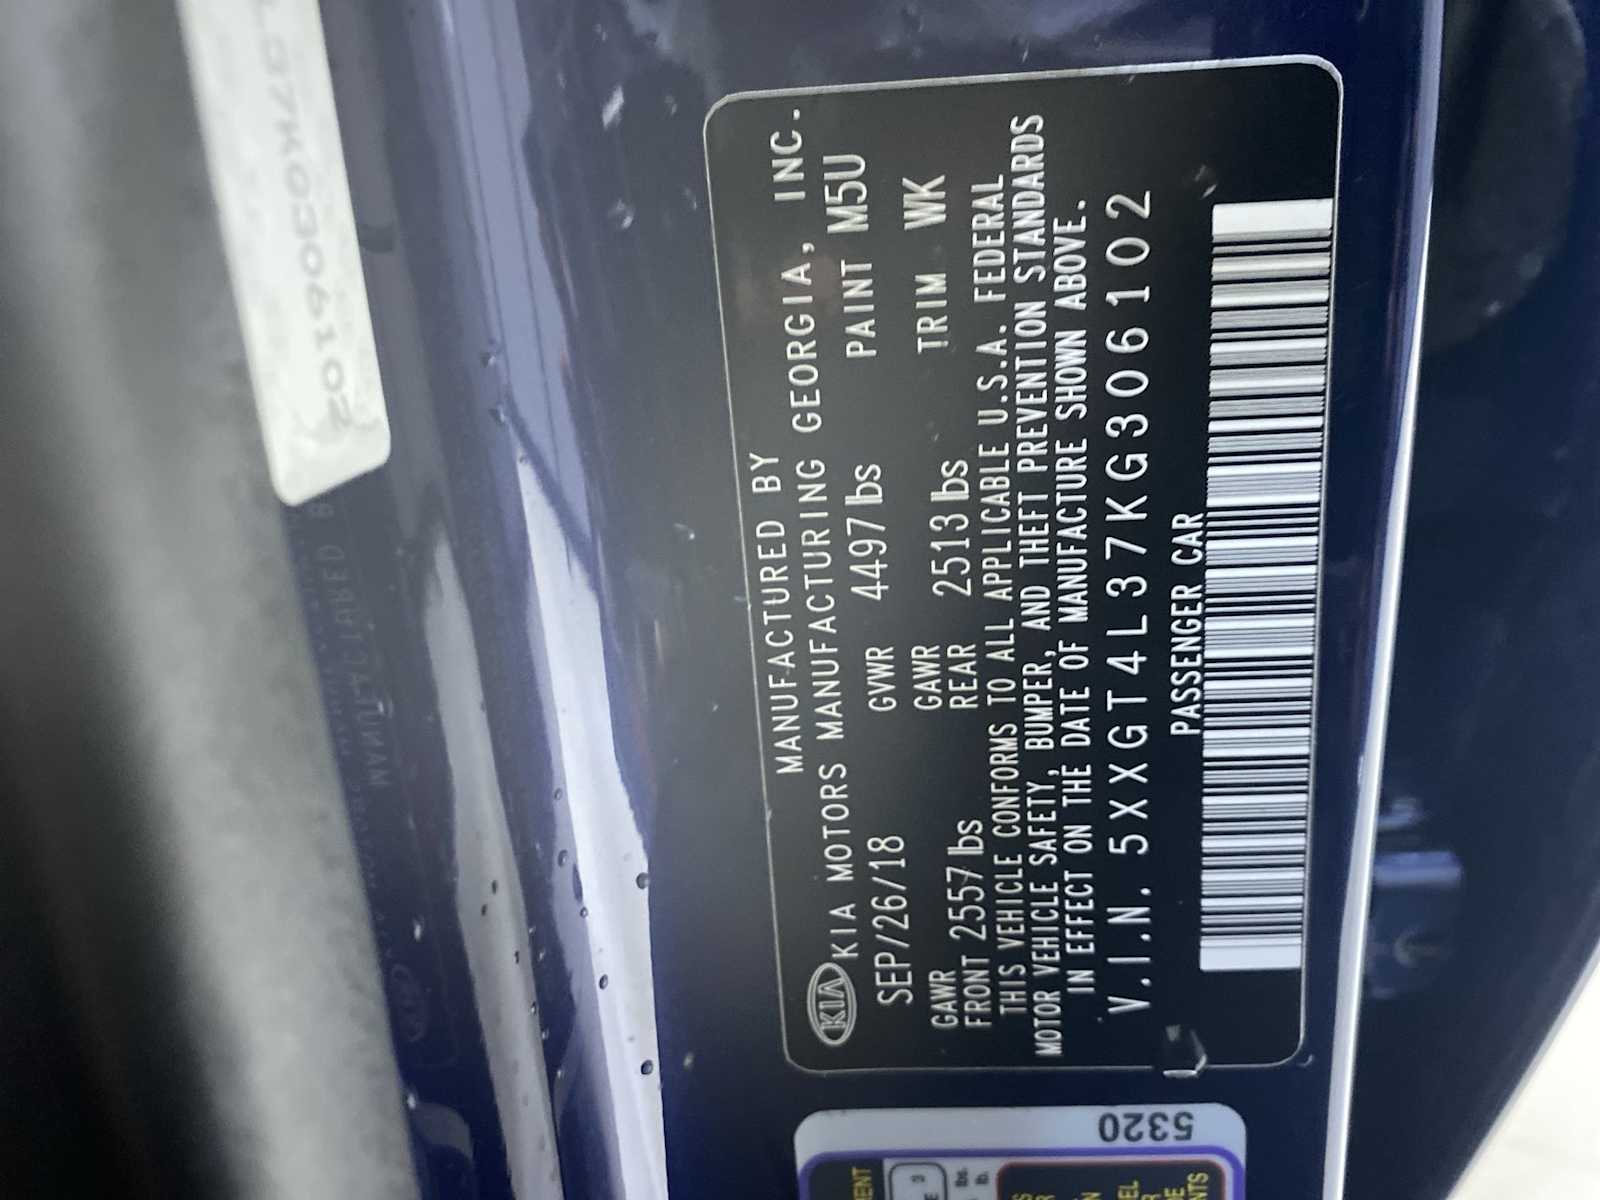 MANUFACTURED BY
KIA KIA MOTORS MANUFACTURING GEORGIA, INC.
SEP/26/18 GVWR 4497 lbs PAINT M5U
GAWR FRONT 2557 lbs GAWR REAR 2513 lbs TRIM WK
THIS VEHICLE CONFORMS TO ALL APPLICABLE U.S.A. FEDERAL
MOTOR VEHICLE SAFETY, BUMPER, AND THEFT PREVENTION STANDARDS
IN EFFECT ON THE DATE OF MANUFACTURE SHOWN ABOVE.
V.I.N. 5XXGT4L37KG306102
PASSENGER CAR
5320